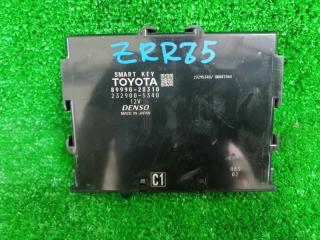 ZRR85
SMART KEY
TOYOTA
89990-28310
232900-5340
12V
DENSO
MADE IN JAPAN
C1